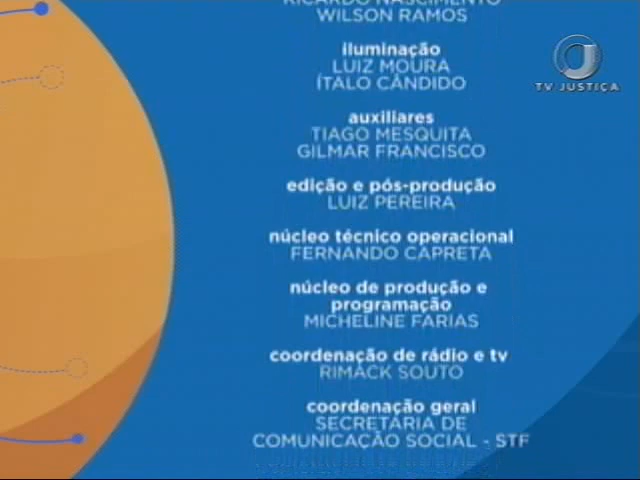 RICARDO NASCIMENTO
WILSON RAMOS
iluminação
LUIZ MOURA
ÍTALO CÂNDIDO
auxiliares
TIAGO MESQUITA
GILMAR FRANCISCO
edição e pós-produção
LUIZ PEREIRA
núcleo técnico operacional
FERNANDO CAPRETA
núcleo de produção e
programação
MICHELINE FARIAS
coordenação de rádio e tv
RIMACK SOUTO
coordenação geral
SECRETARIA DE
COMUNICAÇÃO SOCIAL - STF
TV JUSTIÇA